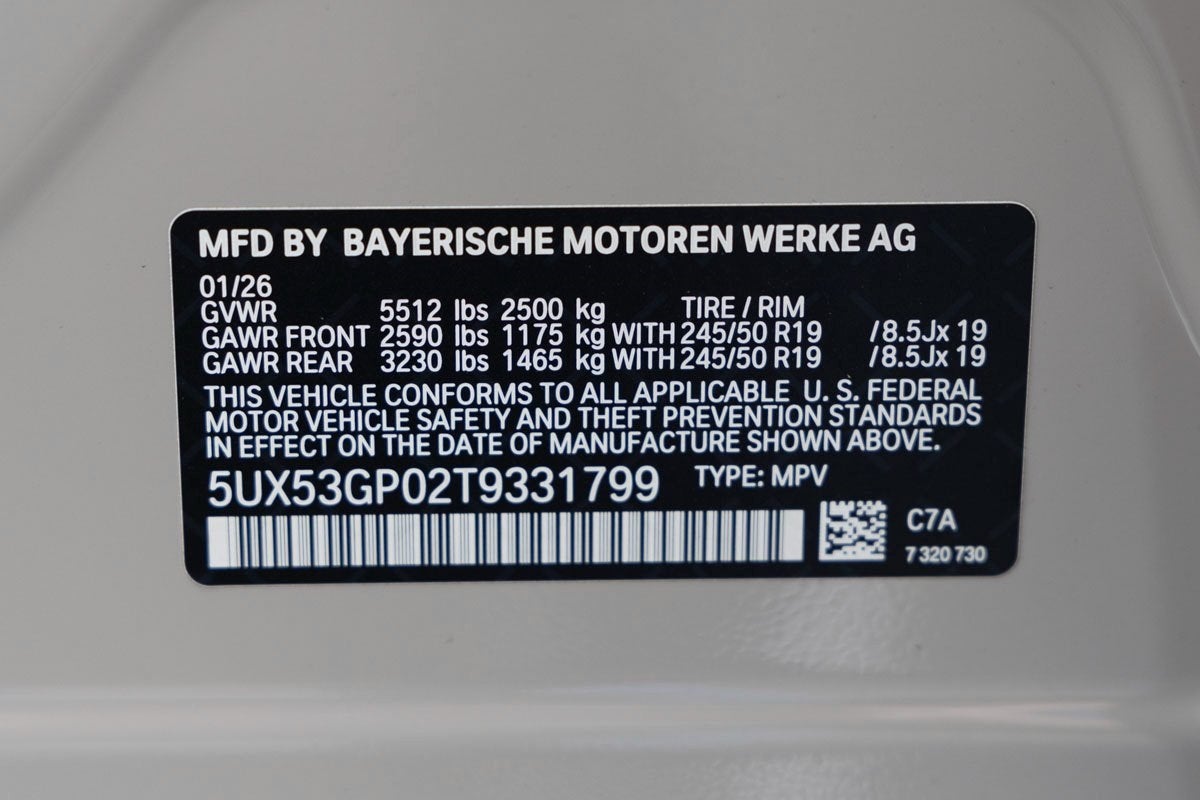 MFD BY BAYERISCHE MOTOREN WERKE AG
01/26
GVWR 5512 lbs 2500 kg TIRE / RIM
GAWR FRONT 2590 lbs 1175 kg WITH 245/50 R19 /8.5Jx 19
GAWR REAR 3230 lbs 1465 kg WITH 245/50 R19 /8.5Jx 19
THIS VEHICLE CONFORMS TO ALL APPLICABLE U. S. FEDERAL
MOTOR VEHICLE SAFETY AND THEFT PREVENTION STANDARDS
IN EFFECT ON THE DATE OF MANUFACTURE SHOWN ABOVE.
5UX53GP02T9331799 TYPE: MPV
C7A
7 320 730